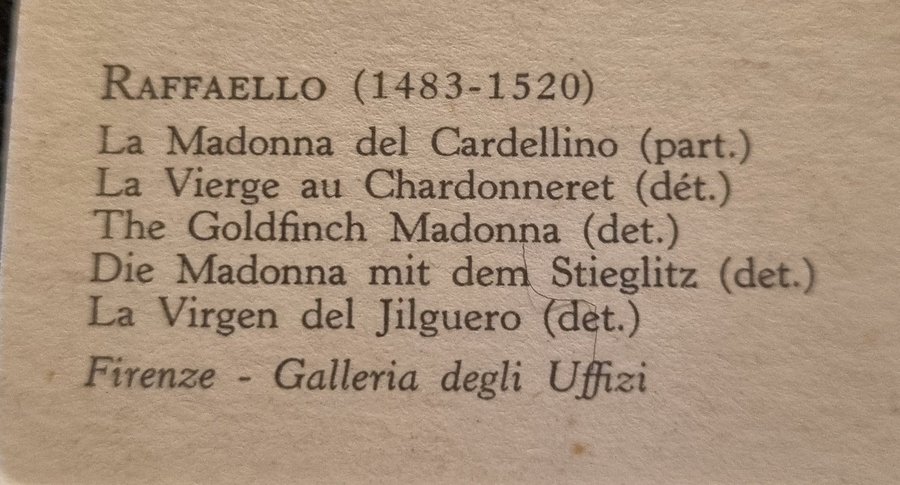 RAFFAELLO (1483-1520)
La Madonna del Cardellino (part.)
La Vierge au Chardonneret (dét.)
The Goldfinch Madonna (det.)
Die Madonna mit dem Stieglitz (det.)
La Virgen del Jilguero (det.)
Firenze - Galleria degli Uffizi